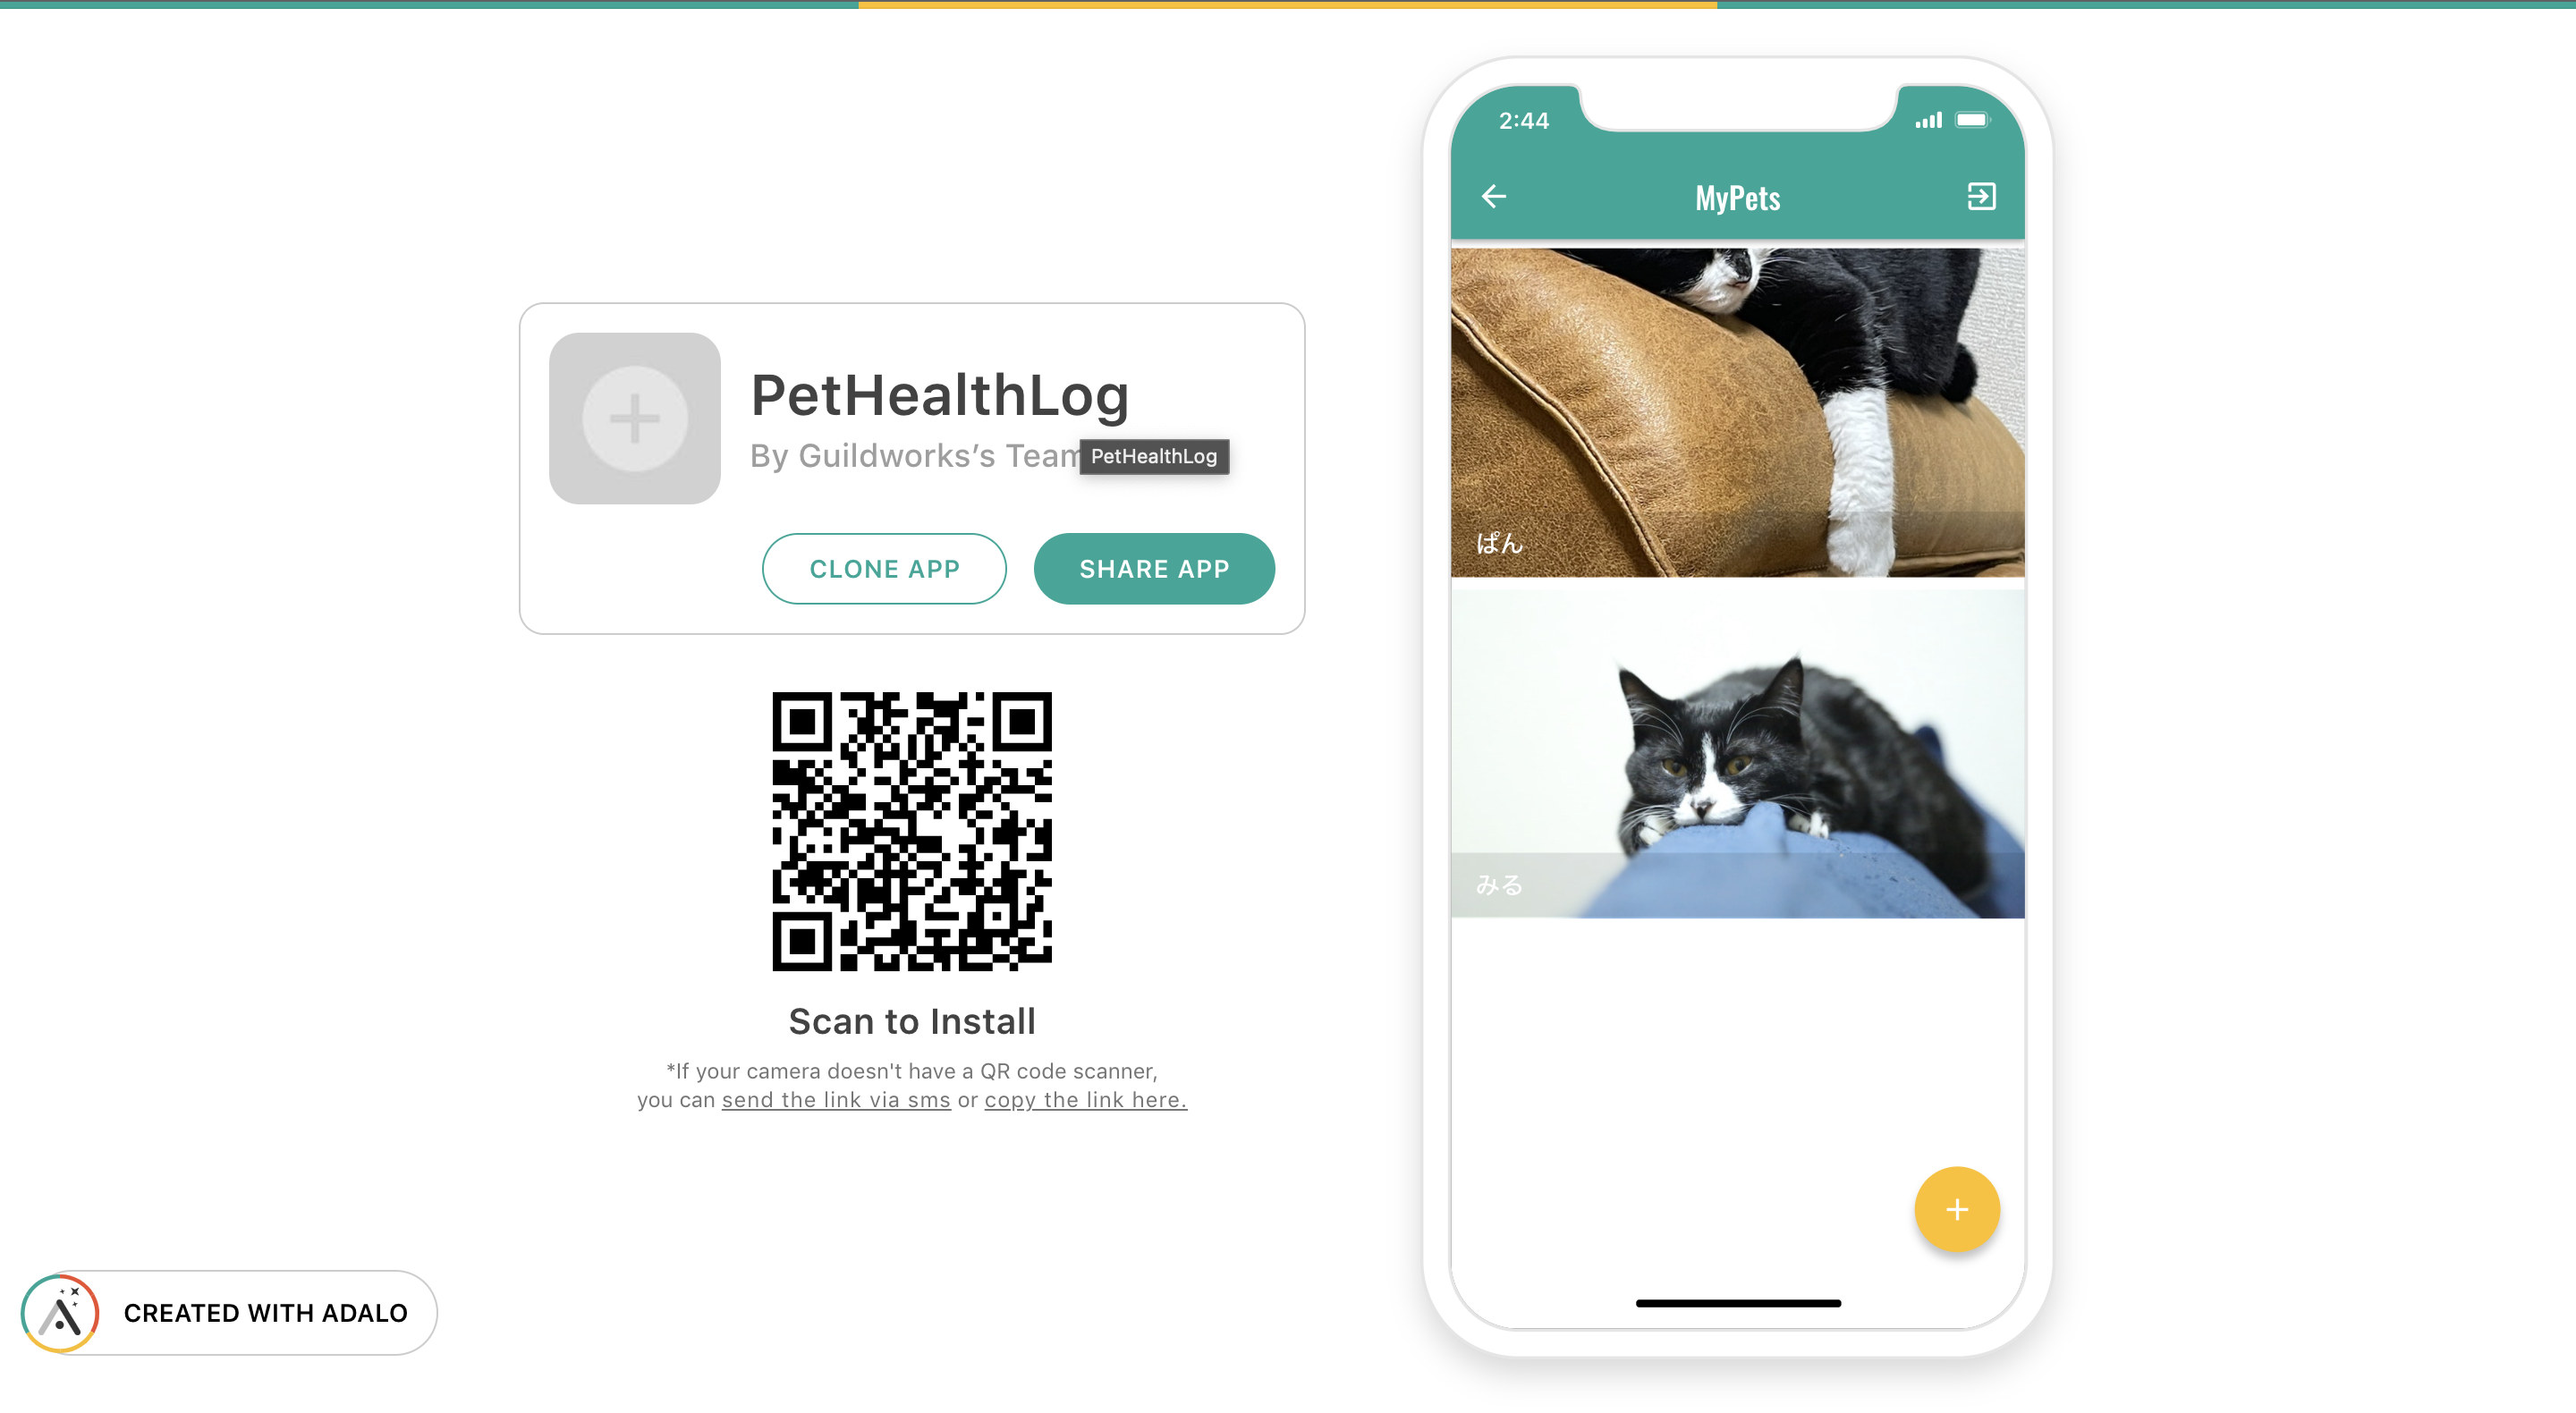 PetHealthLog
By Guildworks’s Team
PetHealthLog
CLONE APP
SHARE APP
Scan to Install
*If your camera doesn't have a QR code scanner,
you can send the link via sms or copy the link here.
CREATED WITH ADALO
2:44
MyPets
ぱん
みる